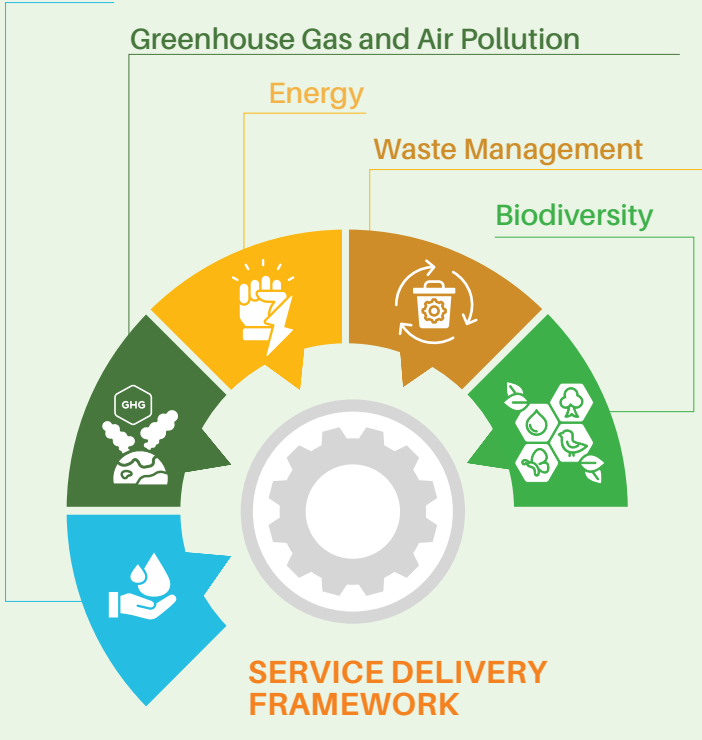 Greenhouse Gas and Air Pollution
Energy
Waste Management
Biodiversity
GHG
SERVICE DELIVERY
FRAMEWORK